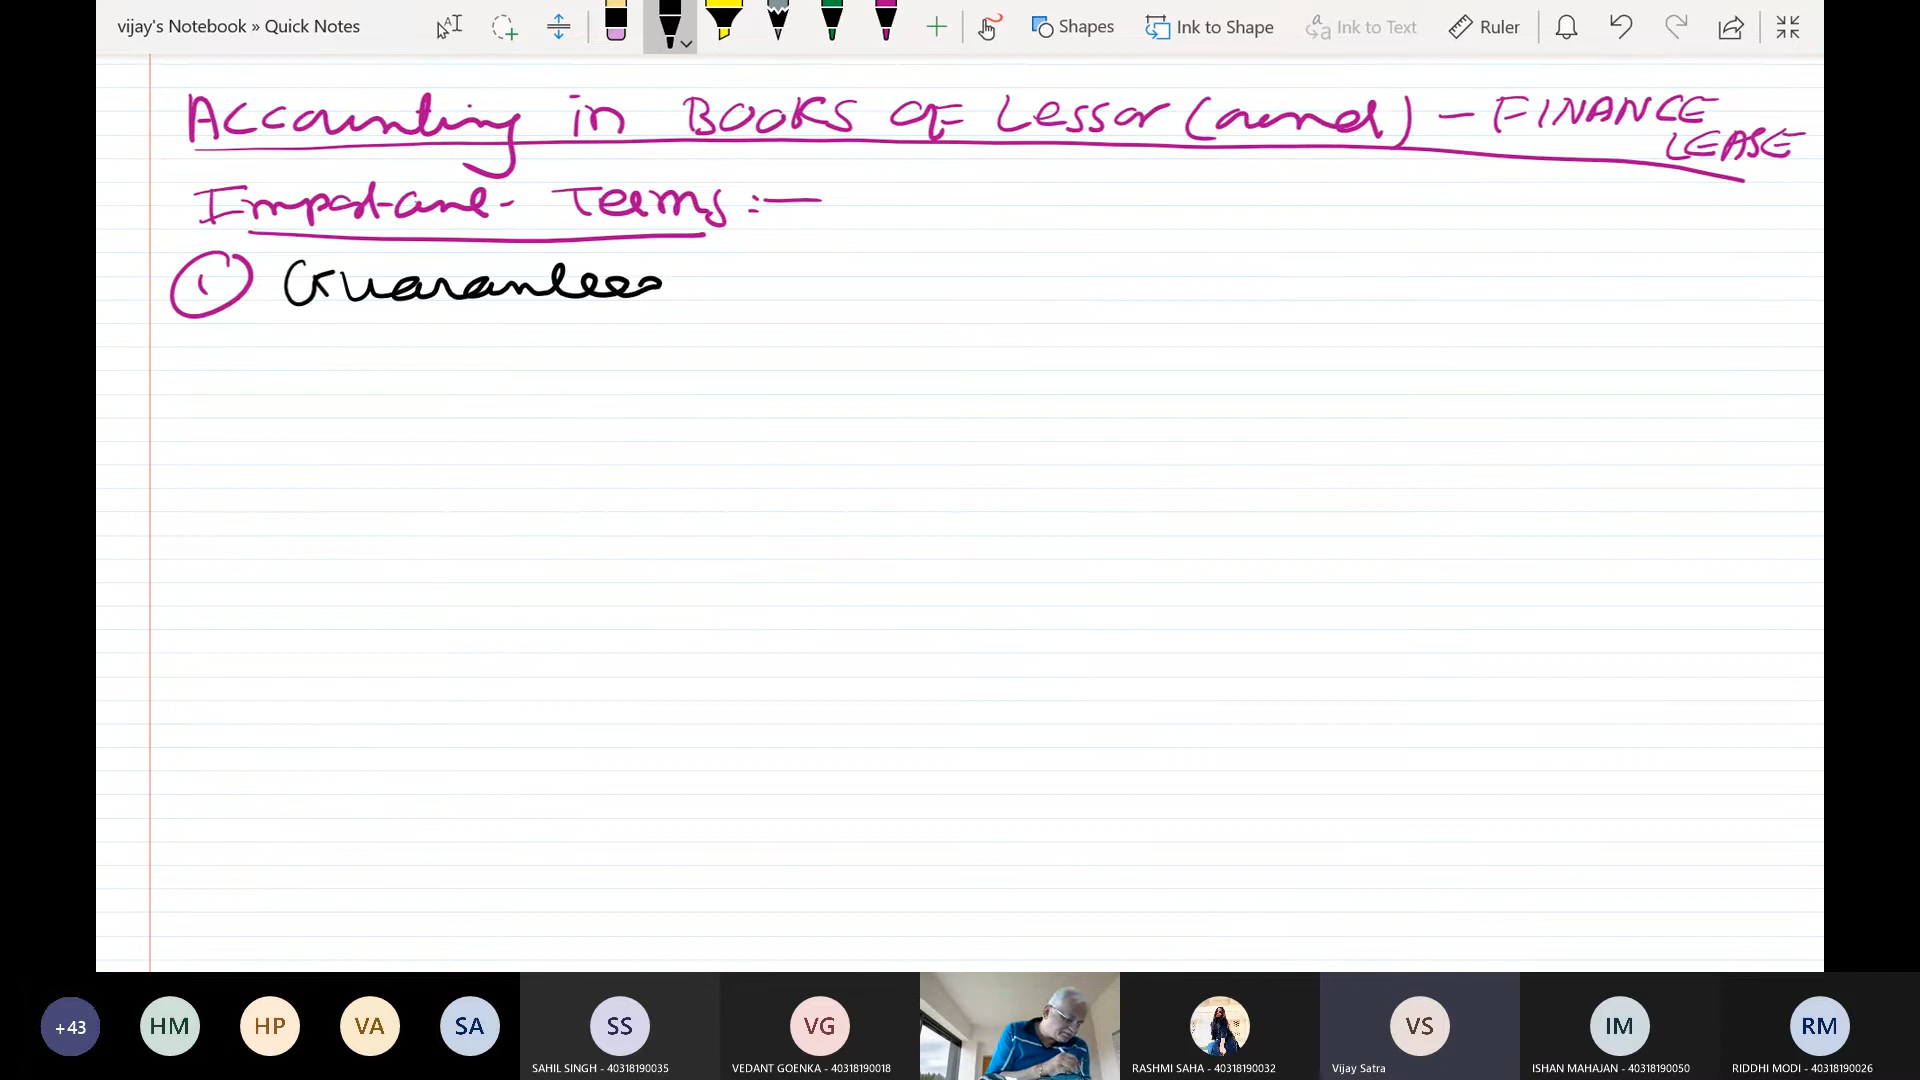 vijay's Notebook » Quick Notes
Shapes
Ink to Shape
Ink to Text
Ruler
Accounting in BOOKS OF Lessor (owner) - FINANCE
LEASE
Important Terms :-
1 Guarantees
+43
HM
HP
VA
SA
SS
VG
VS
IM
RM
SAHIL SINGH - 40318190035
VEDANT GOENKA - 40318190018
RASHMI SAHA - 40318190032
Vijay Satra
ISHAN MAHAJAN - 40318190050
RIDDHI MODI - 40318190026